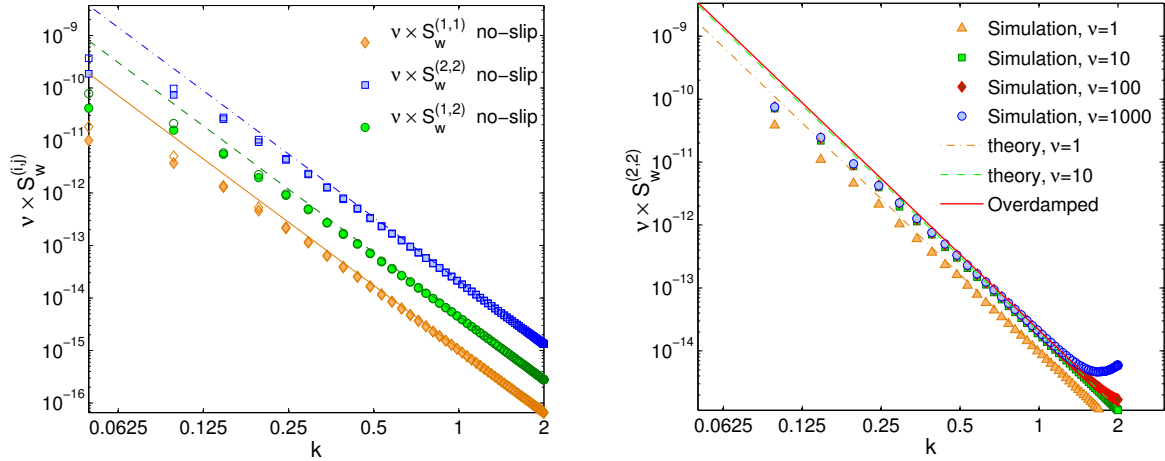 10^{-9}
10^{-10}
10^{-11}
10^{-12}
10^{-13}
10^{-14}
10^{-15}
10^{-16}
ν × S_w^{(i,j)}
ν × S_w^{(1,1)} no−slip
ν × S_w^{(2,2)} no−slip
ν × S_w^{(1,2)} no−slip
0.0625 0.125 0.25 0.5 1 2
k
10^{-9}
10^{-10}
10^{-11}
10^{-12}
10^{-13}
10^{-14}
ν × S_w^{(2,2)}
Simulation, ν=1
Simulation, ν=10
Simulation, ν=100
Simulation, ν=1000
theory, ν=1
theory, ν=10
Overdamped
0.0625 0.125 0.25 0.5 1 2
k